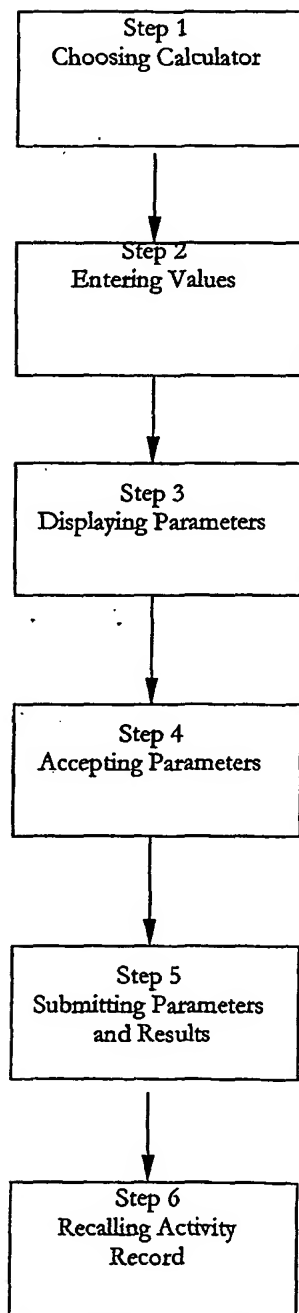 Step 1
Choosing Calculator
Step 2
Entering Values
Step 3
Displaying Parameters
Step 4
Accepting Parameters
Step 5
Submitting Parameters
and Results
Step 6
Recalling Activity
Record